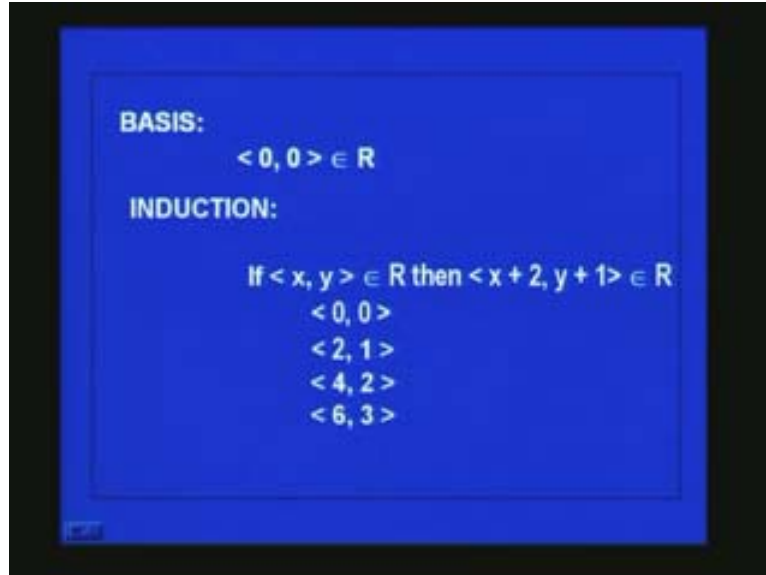 BASIS:
< 0, 0 > ∈ R
INDUCTION:
If < x, y > ∈ R then < x + 2, y + 1> ∈ R
< 0, 0 >
< 2, 1 >
< 4, 2 >
< 6, 3 >